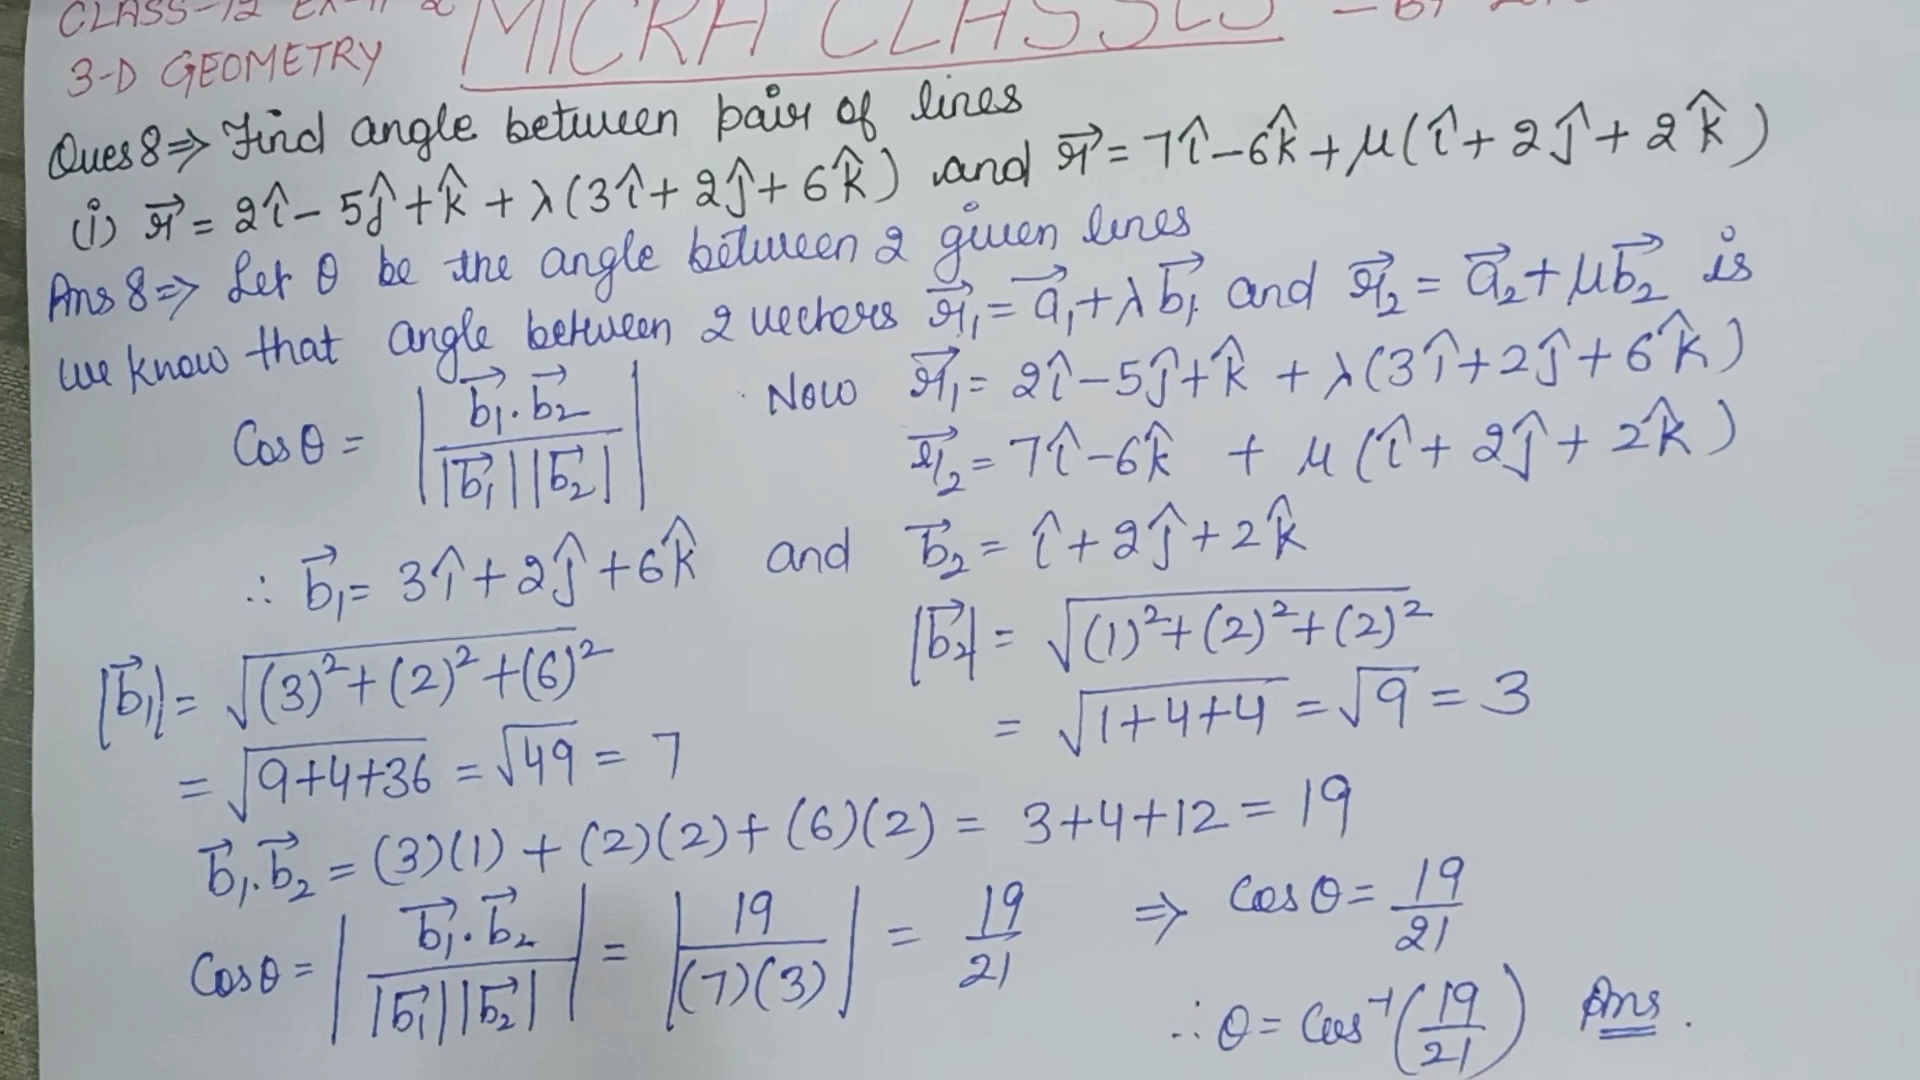 CLASS-12
3-D GEOMETRY MICRA CLASSES - BY
Ques 8 ⇒ Find angle between pair of lines
(i) r⃗ = 2î - 5ĵ + k̂ + λ(3î + 2ĵ + 6k̂) and r⃗ = 7î - 6k̂ + μ(î + 2ĵ + 2k̂)
Ans 8 ⇒ Let θ be the angle between 2 given lines
we know that angle between 2 vectors r⃗₁ = a⃗₁ + λb⃗₁ and r⃗₂ = a⃗₂ + μb⃗₂ is
Cos θ = |b⃗₁·b⃗₂ / |b⃗₁||b⃗₂|| Now r⃗₁ = 2î - 5ĵ + k̂ + λ(3î + 2ĵ + 6k̂)
r⃗₂ = 7î - 6k̂ + μ(î + 2ĵ + 2k̂)
∴ b⃗₁ = 3î + 2ĵ + 6k̂ and b⃗₂ = î + 2ĵ + 2k̂
|b⃗₁| = √(3)² + (2)² + (6)² |b⃗₂| = √(1)² + (2)² + (2)²
= √9+4+36 = √49 = 7 = √1+4+4 = √9 = 3
b⃗₁·b⃗₂ = (3)(1) + (2)(2) + (6)(2) = 3+4+12 = 19
Cos θ = |b⃗₁·b⃗₂ / |b⃗₁||b⃗₂|| = |19 / (7)(3)| = 19/21 ⇒ Cos θ = 19/21
∴ θ = Cos⁻¹(19/21) Ans.